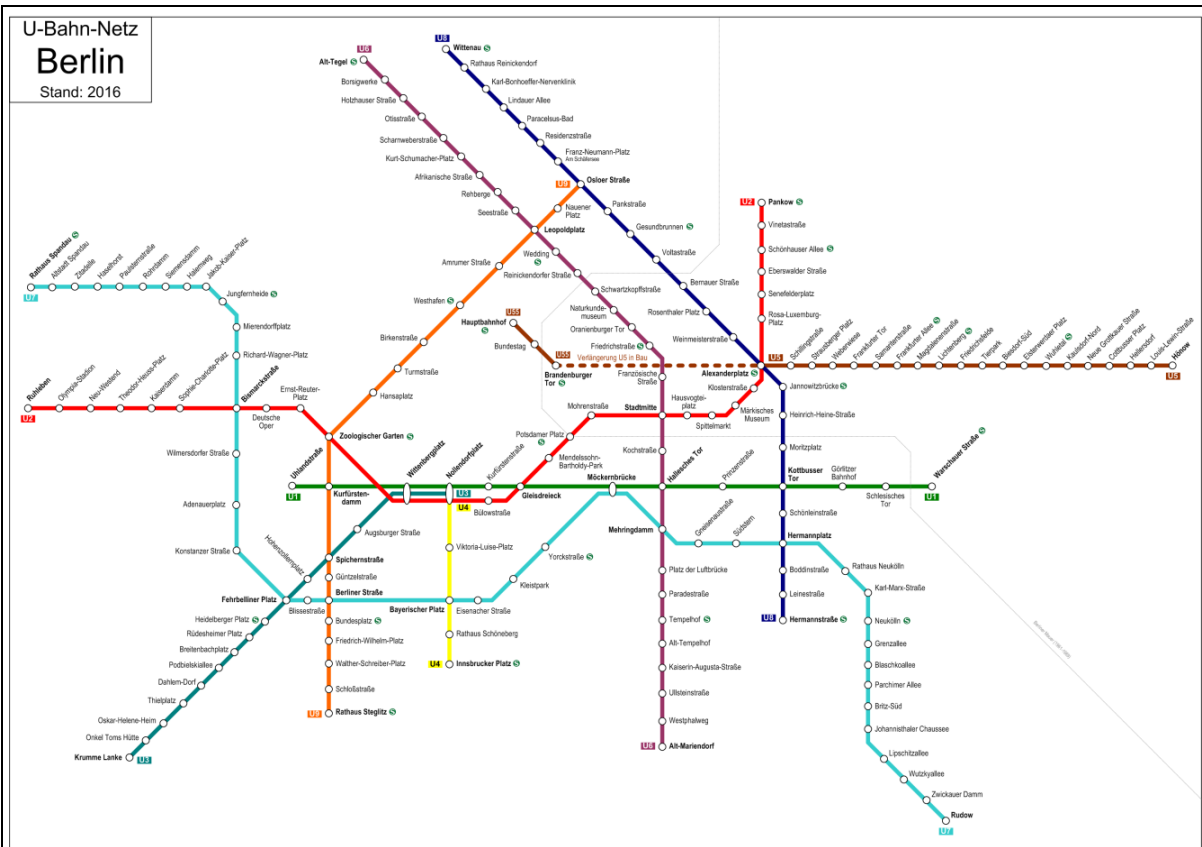 U-Bahn-Netz
Berlin
Stand: 2016
U6
Alt-Tegel S
Borsigwerke
Holzhauser Straße
Otisstraße
Scharnweberstraße
Kurt-Schumacher-Platz
Afrikanische Straße
Rehberge
Seestraße
Leopoldplatz
Wedding
S
Reinickendorfer Straße
Schwartzkopffstraße
Naturkunde-
museum
Oranienburger Tor
Friedrichstraße S
Französische
Straße
Stadtmitte
Kochstraße
Hallesches Tor
Mehringdamm
Platz der Luftbrücke
Paradestraße
Tempelhof S
Alt-Tempelhof
Kaiserin-Augusta-Straße
Ullsteinstraße
Westphalweg
U6
Alt-Mariendorf
U8
Wittenau S
Rathaus Reinickendorf
Karl-Bonhoeffer-Nervenklinik
Lindauer Allee
Paracelsus-Bad
Residenzstraße
Franz-Neumann-Platz
Am Schäfersee
Osloer Straße
Pankstraße
Gesundbrunnen S
Voltastraße
Bernauer Straße
Rosenthaler Platz
Weinmeisterstraße
Alexanderplatz S
Jannowitzbrücke S
Heinrich-Heine-Straße
Moritzplatz
Kottbusser
Tor
Schönleinstraße
Hermannplatz
Boddinstraße
Leinestraße
U8
Hermannstraße S
U9
Nauener
Platz
Amrumer Straße
Westhafen S
Birkenstraße
Turmstraße
Hansaplatz
Zoologischer Garten S
Kurfürsten-
damm
Spichernstraße
Güntzelstraße
Berliner Straße
Bundesplatz S
Friedrich-Wilhelm-Platz
Walther-Schreiber-Platz
Schloßstraße
U9
Rathaus Steglitz S
U2
Pankow S
Vinetastraße
Schönhauser Allee S
Eberswalder Straße
Senefelderplatz
Rosa-Luxemburg-
Platz
Klosterstraße
Märkisches
Museum
Spittelmarkt
Hausvogtei-
platz
Mohrenstraße
Potsdamer Platz
S
Mendelssohn-
Bartholdy-Park
Gleisdreieck
Bülowstraße
Nollendorfplatz
Wittenbergplatz
Ernst-Reuter-
Platz
Deutsche
Oper
Bismarckstraße
Sophie-Charlotte-Platz
Kaiserdamm
Theodor-Heuss-Platz
Neu-Westend
Olympia-Stadion
Ruhleben
U2
Rathaus Spandau S
U7
Altstadt Spandau
Zitadelle
Haselhorst
Paulsternstraße
Rohrdamm
Siemensdamm
Halemweg
Jakob-Kaiser-Platz
Jungfernheide S
Mierendorffplatz
Richard-Wagner-Platz
Wilmersdorfer Straße
Adenauerplatz
Konstanzer Straße
Fehrbelliner Platz
Blissestraße
Bayerischer Platz
Eisenacher Straße
Kleistpark
Yorckstraße S
Möckernbrücke
Gneisenaustraße
Südstern
Rathaus Neukölln
Karl-Marx-Straße
Neukölln S
Grenzallee
Blaschkoallee
Parchimer Allee
Britz-Süd
Johannisthaler Chaussee
Lipschitzallee
Wutzkyallee
Zwickauer Damm
Rudow
U7
U55
Hauptbahnhof
S
Bundestag
U55
Brandenburger
Tor S
Verlängerung U5 in Bau
U5
Schillingstraße
Strausberger Platz
Weberwiese
Frankfurter Tor
Samariterstraße
Frankfurter Allee S
Magdalenenstraße
Lichtenberg S
Friedrichsfelde
Tierpark
Biesdorf-Süd
Elsterwerdaer Platz
Wuhletal S
Kaulsdorf-Nord
Neue Grottkauer Straße
Cottbusser Platz
Hellersdorf
Louis-Lewin-Straße
Hönow
U5
Uhlandstraße
U1
Kurfürstenstraße
Prinzenstraße
Görlitzer
Bahnhof
Schlesisches
Tor
Warschauer Straße S
U1
U3
Augsburger Straße
Hohenzollernplatz
Heidelberger Platz S
Rüdesheimer Platz
Breitenbachplatz
Podbielskiallee
Dahlem-Dorf
Thielplatz
Oskar-Helene-Heim
Onkel Toms Hütte
Krumme Lanke
U3
U4
Viktoria-Luise-Platz
Rathaus Schöneberg
U4
Innsbrucker Platz S